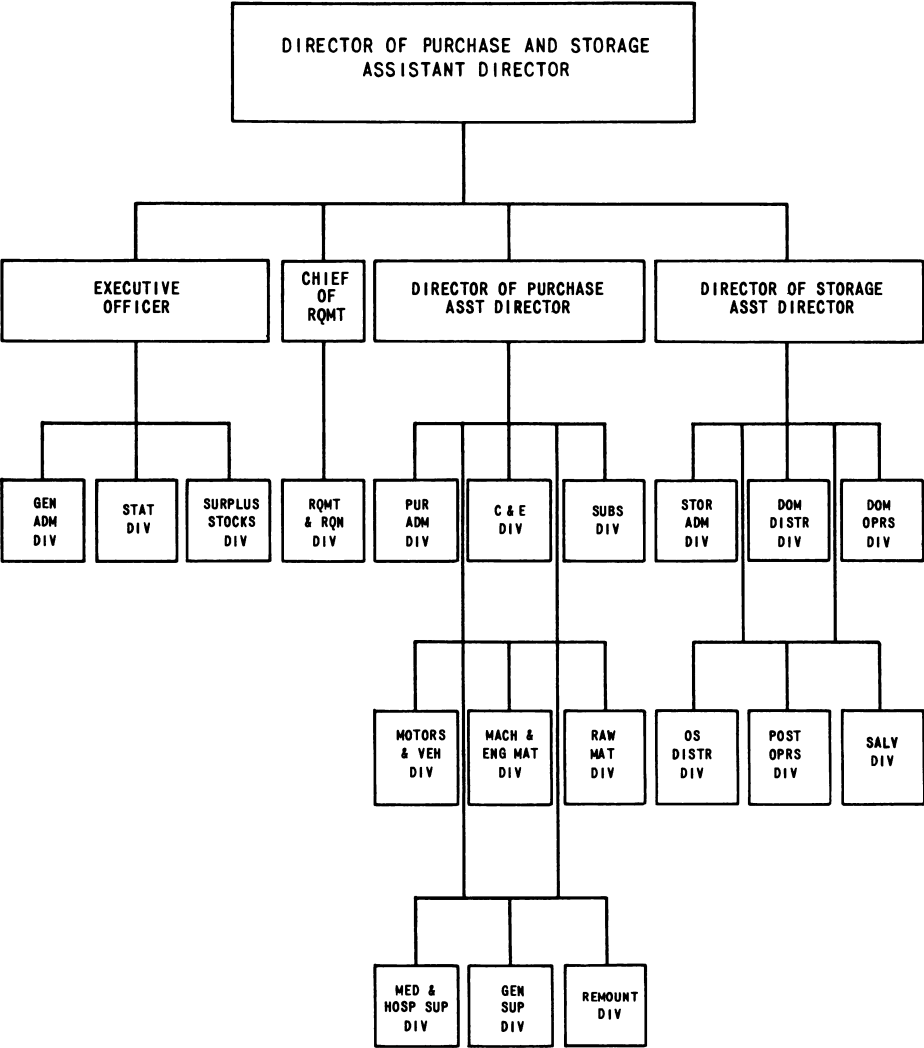 DIRECTOR OF PURCHASE AND STORAGE
ASSISTANT DIRECTOR
EXECUTIVE
OFFICER
CHIEF
OF
RQMT
DIRECTOR OF PURCHASE
ASST DIRECTOR
DIRECTOR OF STORAGE
ASST DIRECTOR
GEN
ADM
DIV
STAT
DIV
SURPLUS
STOCKS
DIV
RQMT
& RQN
DIV
PUR
ADM
DIV
C & E
DIV
SUBS
DIV
STOR
ADM
DIV
DOM
DISTR
DIV
DOM
OPRS
DIV
MOTORS
& VEH
DIV
MACH &
ENG MAT
DIV
RAW
MAT
DIV
OS
DISTR
DIV
POST
OPRS
DIV
SALV
DIV
MED &
HOSP SUP
DIV
GEN
SUP
DIV
REMOUNT
DIV